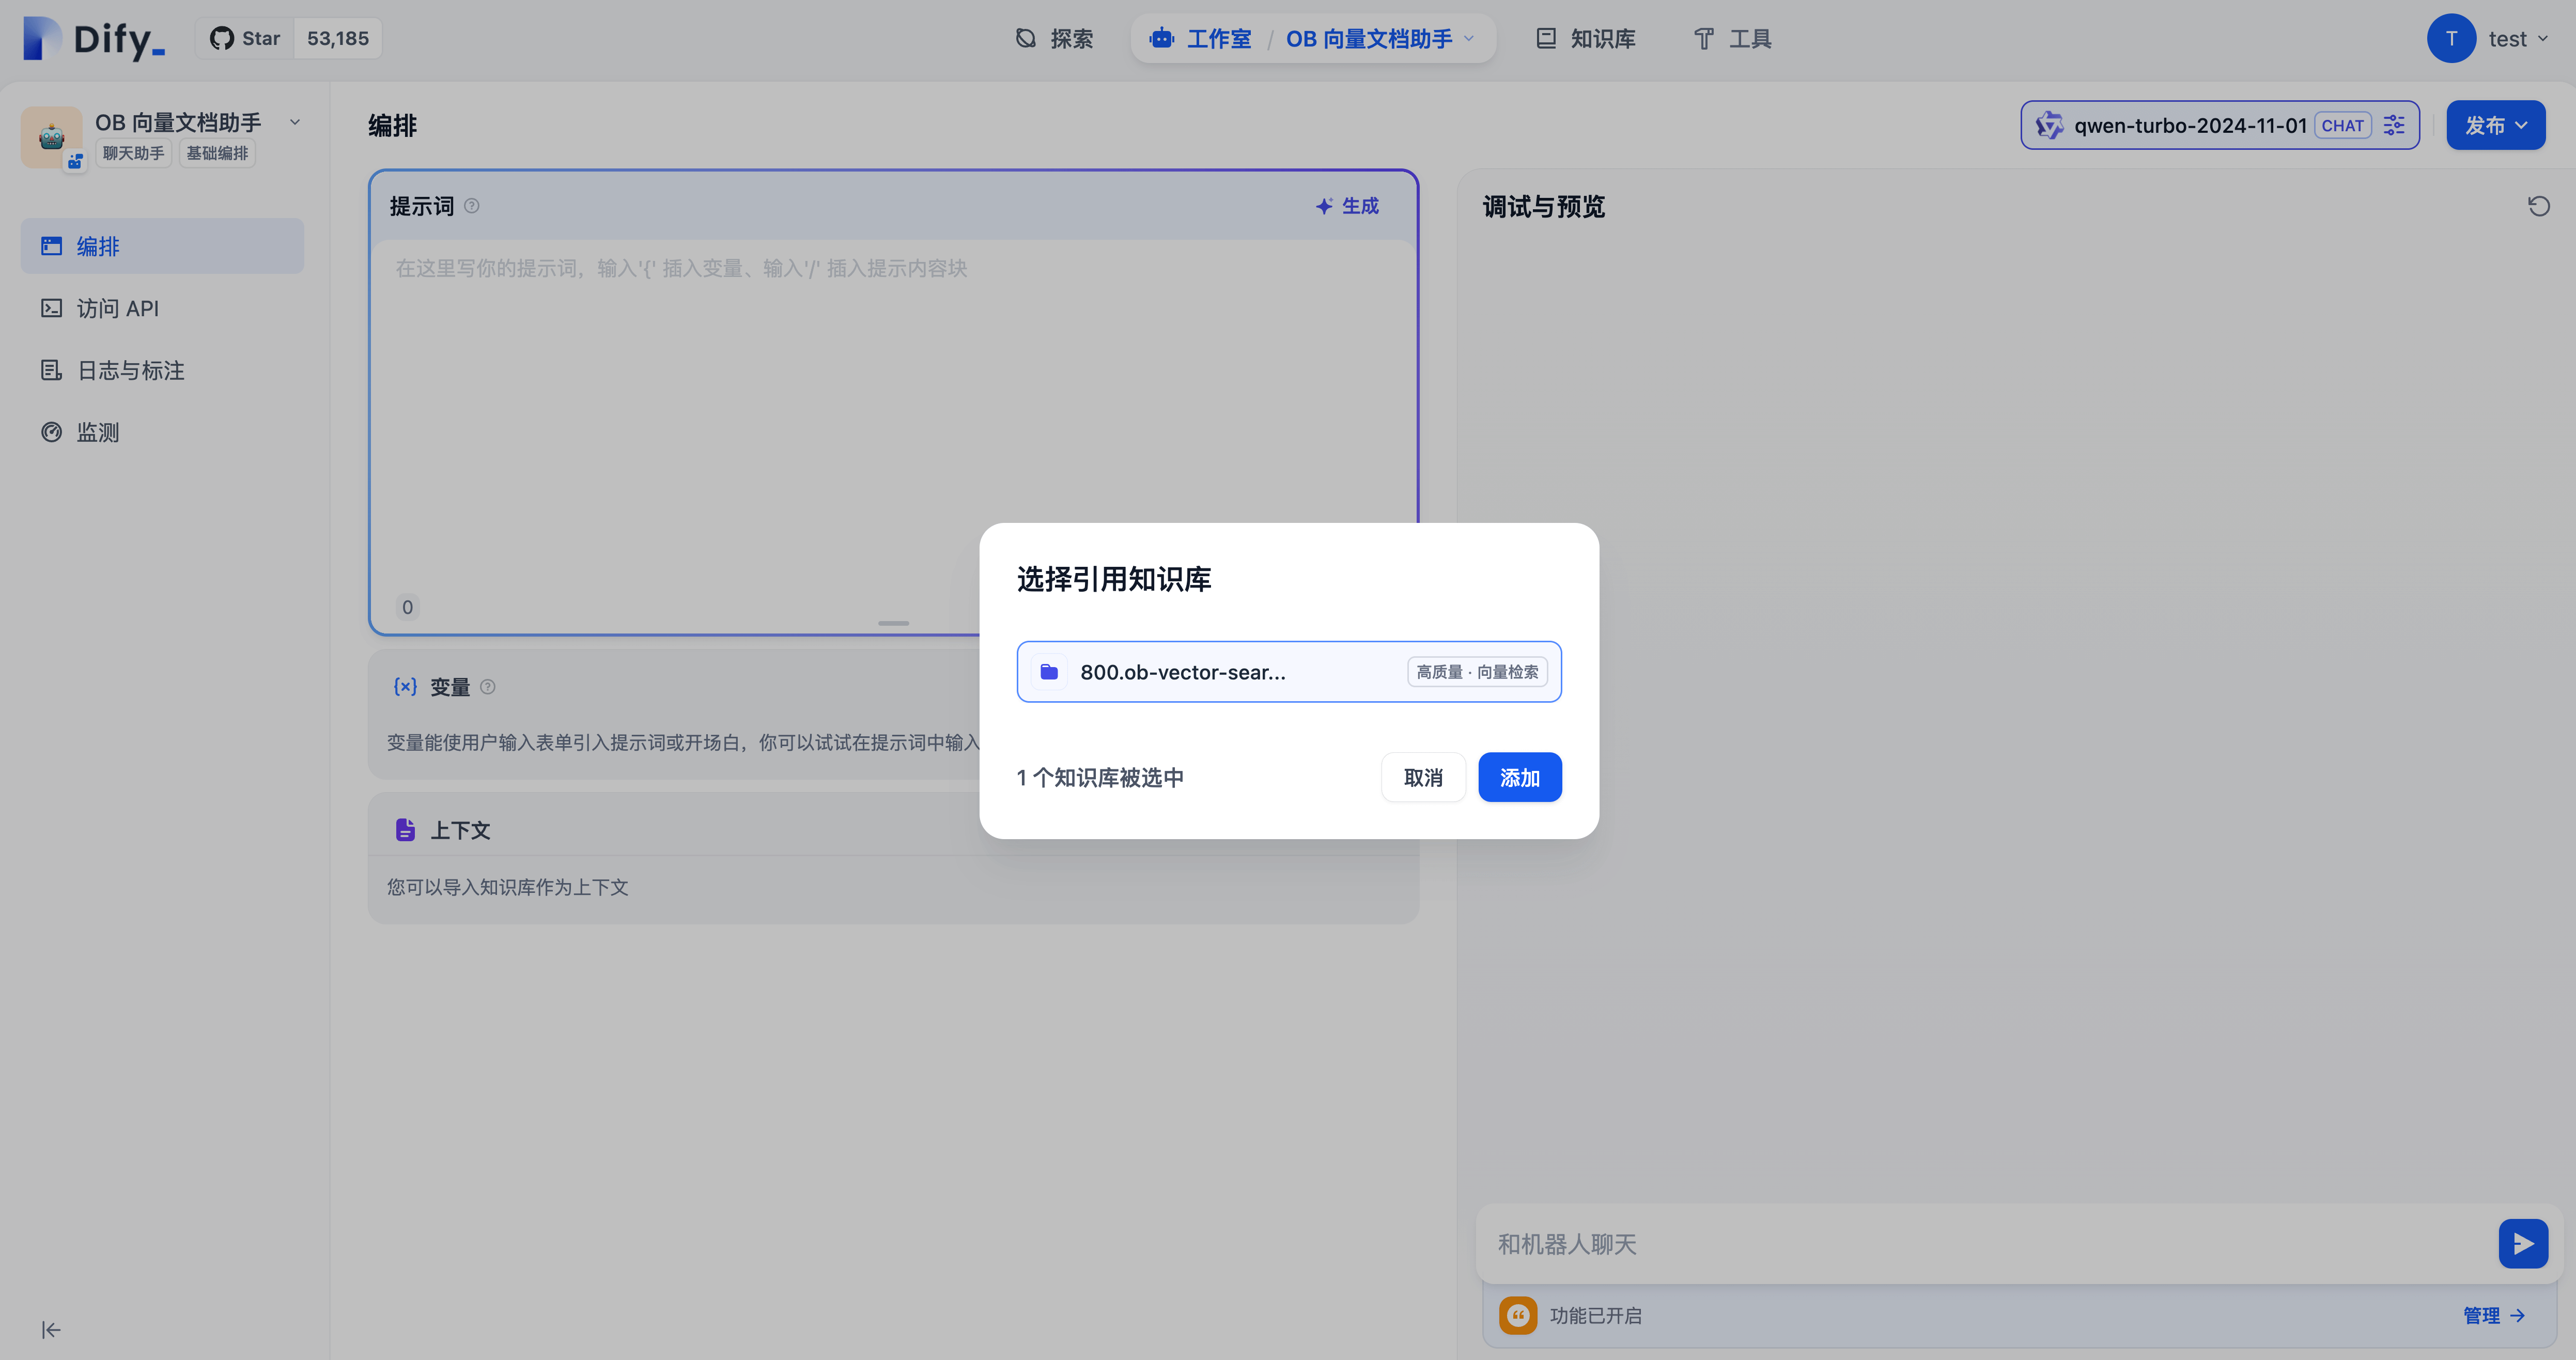 Dify_
Star 53,185
探索
工作室 / OB 向量文档助手
知识库
工具
T test
OB 向量文档助手
聊天助手 基础编排
编排
访问 API
日志与标注
监测
编排
qwen-turbo-2024-11-01 CHAT
发布
提示词
生成
在这里写你的提示词，输入'{' 插入变量、输入'/' 插入提示内容块
0
{x} 变量
变量能使用户输入表单引入提示词或开场白，你可以试试在提示词中输入
上下文
您可以导入知识库作为上下文
调试与预览
选择引用知识库
800.ob-vector-sear... 高质量 · 向量检索
1 个知识库被选中
取消 添加
和机器人聊天
功能已开启
管理